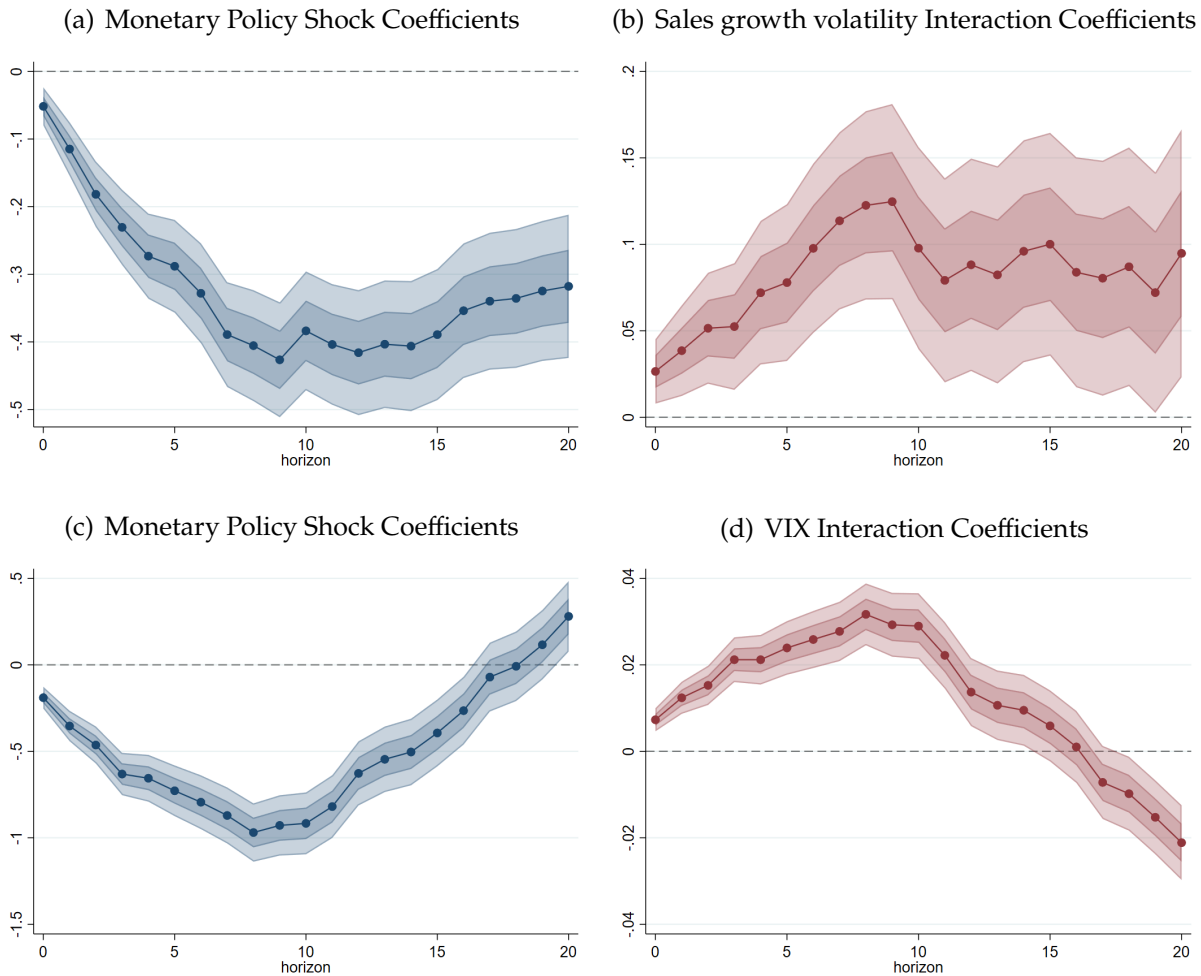 (a) Monetary Policy Shock Coefficients
0
-.1
-.2
-.3
-.4
-.5
0 5 10 15 20
horizon
(b) Sales growth volatility Interaction Coefficients
.2
.15
.1
.05
0
0 5 10 15 20
horizon
(c) Monetary Policy Shock Coefficients
.5
0
-.5
-1
-1.5
0 5 10 15 20
horizon
(d) VIX Interaction Coefficients
.04
.02
0
-.02
-.04
0 5 10 15 20
horizon